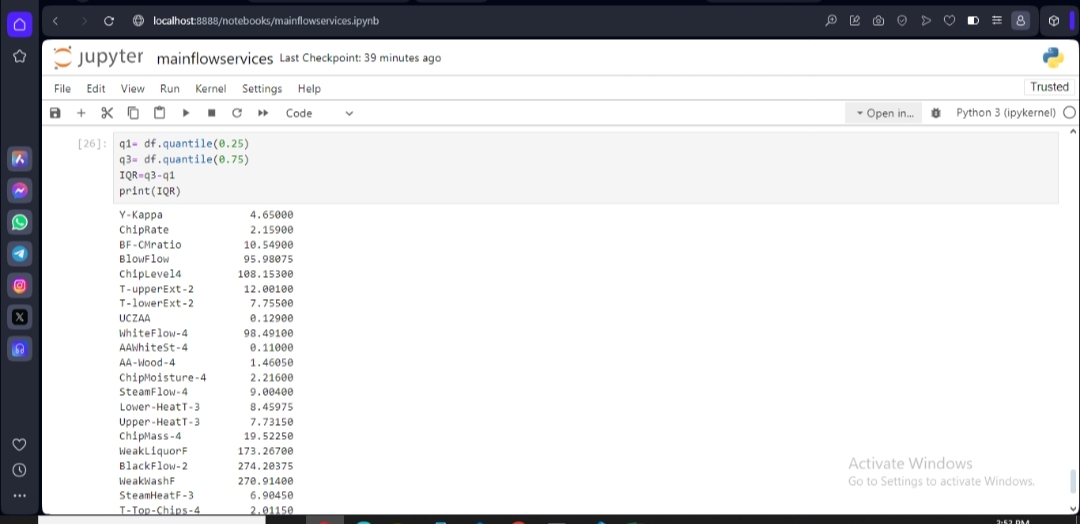 localhost:8888/notebooks/mainflowservices.ipynb
jupyter mainflowservices Last Checkpoint: 39 minutes ago
File Edit View Run Kernel Settings Help
Trusted
Code
Open in...
Python 3 (ipykernel)
[26]: q1= df.quantile(0.25)
q3= df.quantile(0.75)
IQR=q3-q1
print(IQR)
Y-Kappa 4.65000
ChipRate 2.15900
BF-CMratio 10.54900
BlowFlow 95.98075
ChipLevel4 108.15300
T-upperExt-2 12.00100
T-lowerExt-2 7.75500
UCZAA 0.12900
WhiteFlow-4 98.49100
AAWhiteSt-4 0.11000
AA-Wood-4 1.46050
ChipMoisture-4 2.21600
SteamFlow-4 9.00400
Lower-HeatT-3 8.45975
Upper-HeatT-3 7.73150
ChipMass-4 19.52250
WeakLiquorF 173.26700
BlackFlow-2 274.20375
WeakWashF 270.91400
SteamHeatF-3 6.90450
T-Top-Chips-4 2.01150
Activate Windows
Go to Settings to activate Windows.